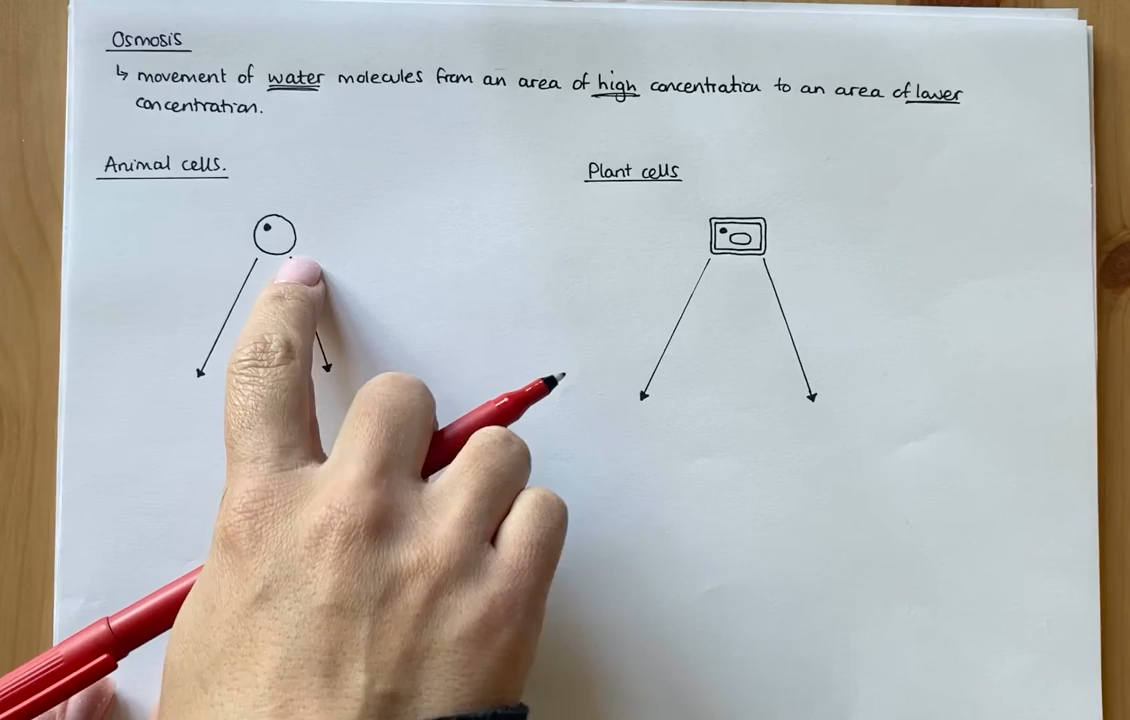 Osmosis
↳ movement of water molecules from an area of high concentration to an area of lower
concentration.
Animal cells.
Plant cells